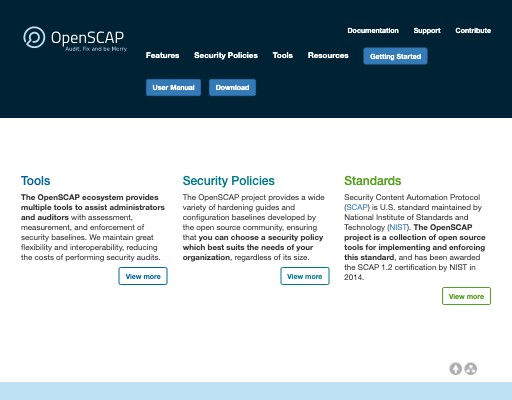 OpenSCAP
Audit, Fix and be Merry
Documentation Support Contribute
Features Security Policies Tools Resources Getting Started
User Manual Download
Tools
The OpenSCAP ecosystem provides
multiple tools to assist administrators
and auditors with assessment,
measurement, and enforcement of
security baselines. We maintain great
flexibility and interoperability, reducing
the costs of performing security audits.
View more
Security Policies
The OpenSCAP project provides a wide
variety of hardening guides and
configuration baselines developed by
the open source community, ensuring
that you can choose a security policy
which best suits the needs of your
organization, regardless of its size.
View more
Standards
Security Content Automation Protocol
(SCAP) is U.S. standard maintained by
National Institute of Standards and
Technology (NIST). The OpenSCAP
project is a collection of open source
tools for implementing and enforcing
this standard, and has been awarded
the SCAP 1.2 certification by NIST in
2014.
View more